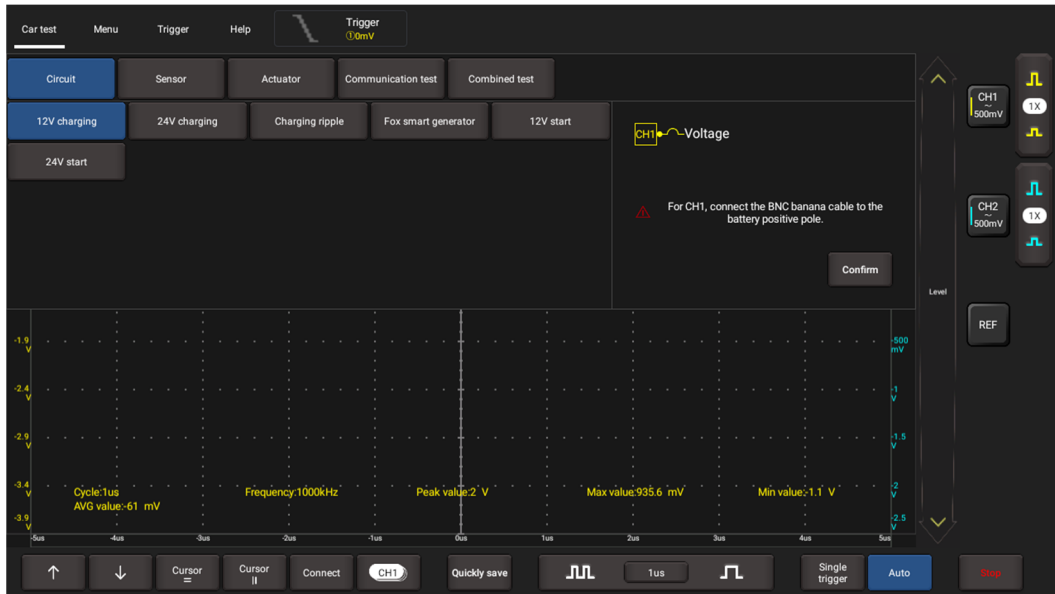 Car test
Menu
Trigger
Help
Trigger
①0mV
Circuit
Sensor
Actuator
Communication test
Combined test
12V charging
24V charging
Charging ripple
Fox smart generator
12V start
24V start
CH1
Voltage
For CH1, connect the BNC banana cable to the
battery positive pole.
Confirm
Level
CH1
~
500mV
1X
CH2
~
500mV
1X
REF
-1.9
V
-2.4
V
-2.9
V
-3.4
V
-3.9
V
-500
mV
-1
V
-1.5
V
-2
V
-2.5
V
Cycle:1us
Frequency:1000kHz
Peak value:2 V
Max value:935.6 mV
Min value:-1.1 V
AVG value:-61 mV
-5us
-4us
-3us
-2us
-1us
0us
1us
2us
3us
4us
5us
Cursor
Cursor
Connect
CH1
Quickly save
1us
Single
trigger
Auto
Stop